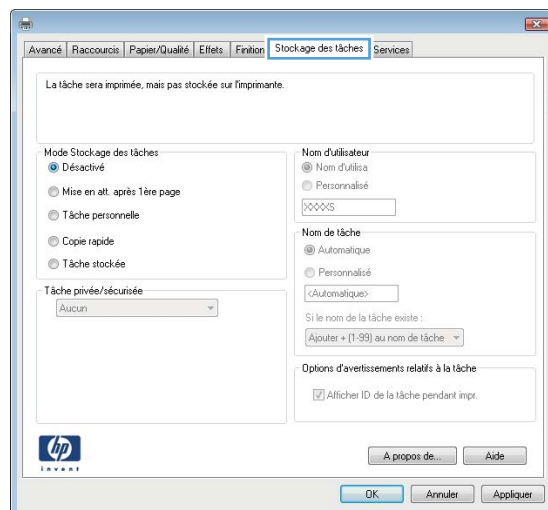 Avancé Raccourcis Papier/Qualité Effets Finition Stockage des tâches Services
La tâche sera imprimée, mais pas stockée sur l'imprimante.
Mode Stockage des tâches
Désactivé
Mise en att. après 1ère page
Tâche personnelle
Copie rapide
Tâche stockée
Tâche privée/sécurisée
Aucun
Nom d'utilisateur
Nom d'utilisa
Personnalisé
XXXXS
Nom de tâche
Automatique
Personnalisé
<Automatique>
Si le nom de la tâche existe :
Ajouter + (1-99) au nom de tâche
Options d'avertissements relatifs à la tâche
Afficher ID de la tâche pendant impr.
hp
invent
A propos de... Aide
OK Annuler Appliquer